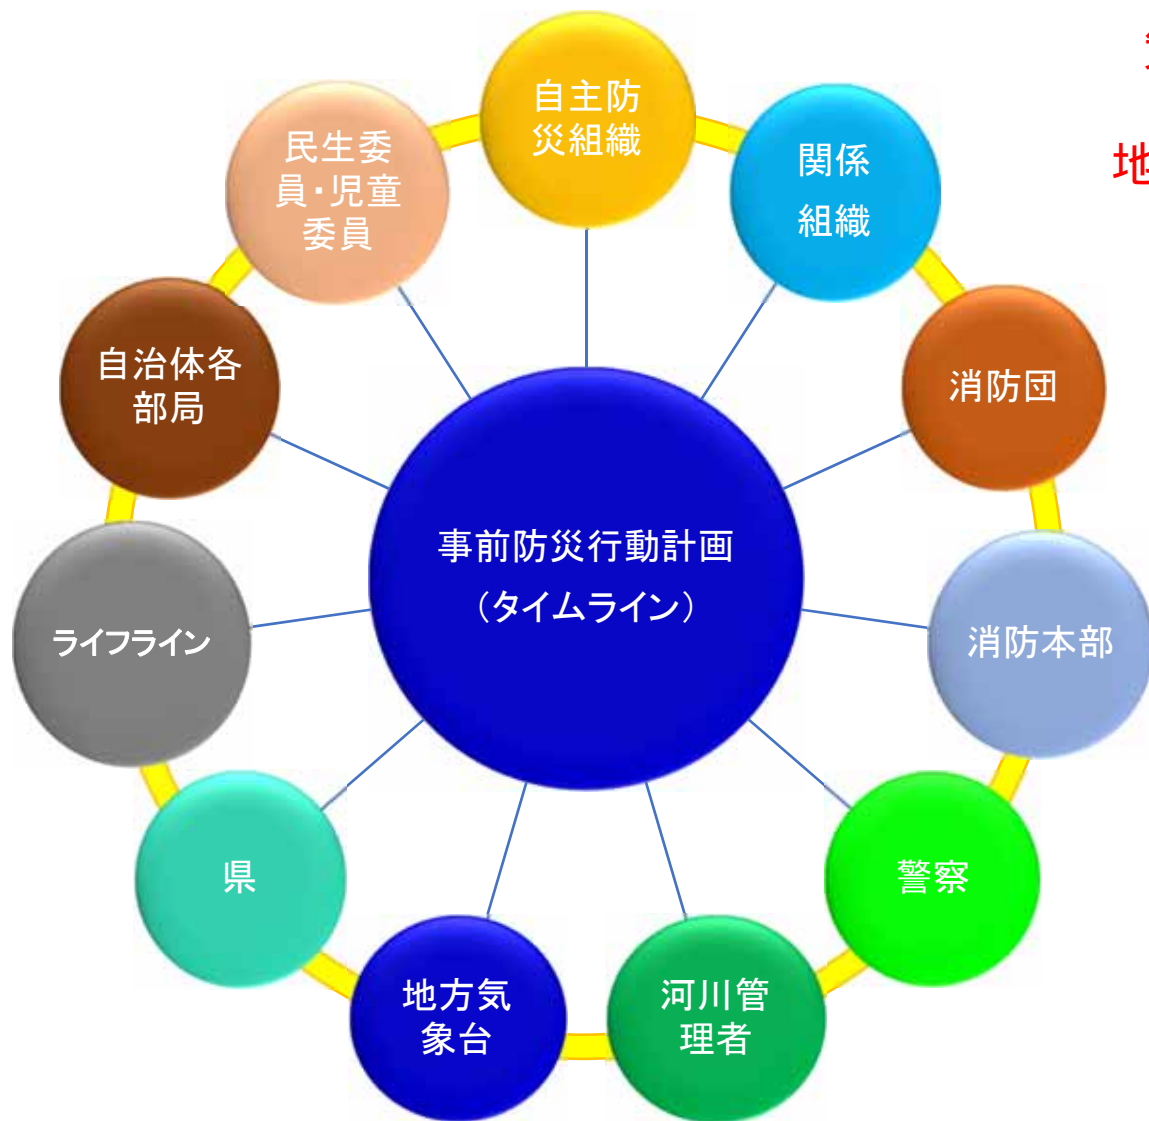 自主防
災組織
関係
組織
消防団
消防本部
警察
河川管
理者
地方気
象台
県
ライフライン
自治体各
部局
民生委
員・児童
委員
事前防災行動計画
（タイムライン）
地